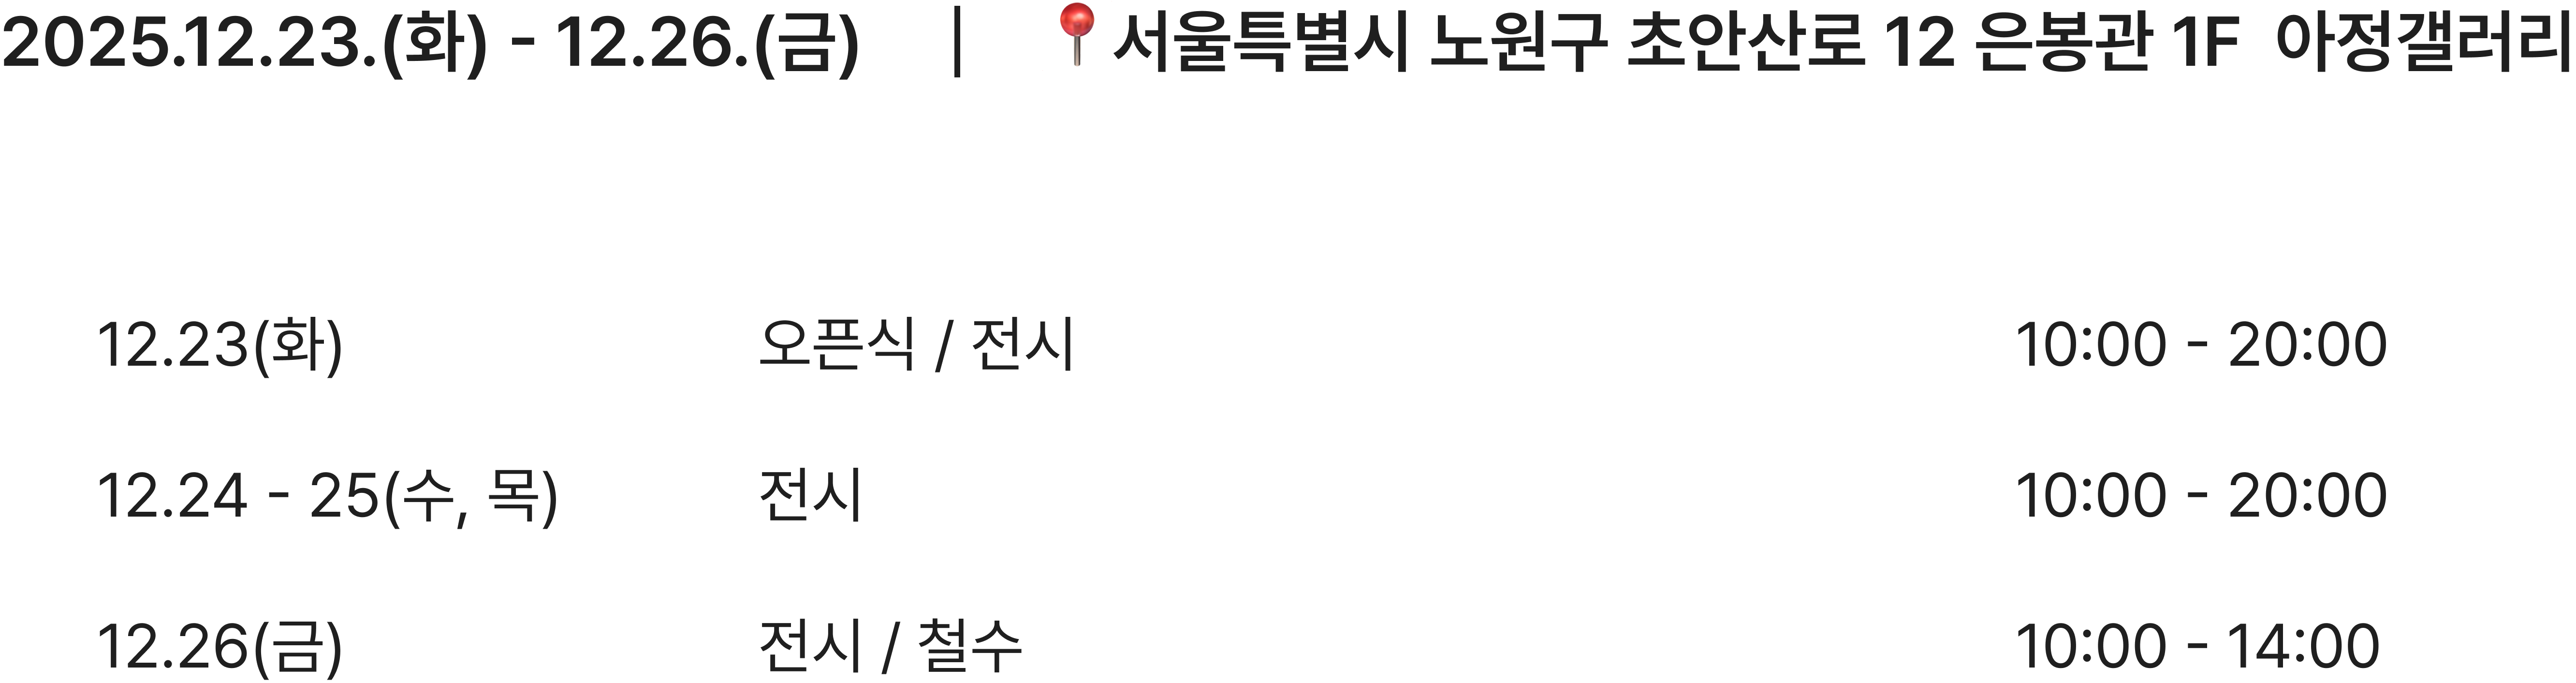 2025.12.23.(화) - 12.26.(금) | 📍서울특별시 노원구 초안산로 12 은봉관 1F 아정갤러리
12.23(화) 오픈식 / 전시 10:00 - 20:00
12.24 - 25(수, 목) 전시 10:00 - 20:00
12.26(금) 전시 / 철수 10:00 - 14:00